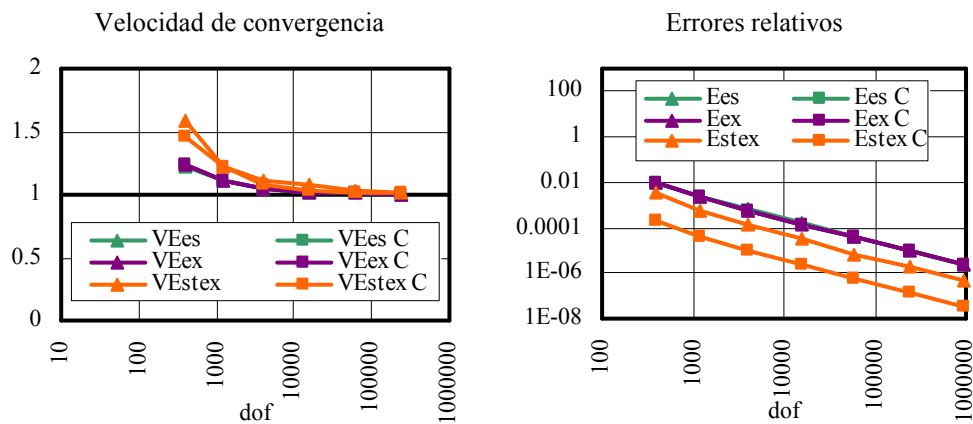 Velocidad de convergencia
2
1.5
1
0.5
0
VEes
VEes C
VEex
VEex C
VEstex
VEstex C
10
100
1000
10000
100000
1000000
dof
Errores relativos
100
1
0.01
0.0001
1E-06
1E-08
Ees
Ees C
Eex
Eex C
Estex
Estex C
100
1000
10000
100000
1000000
dof